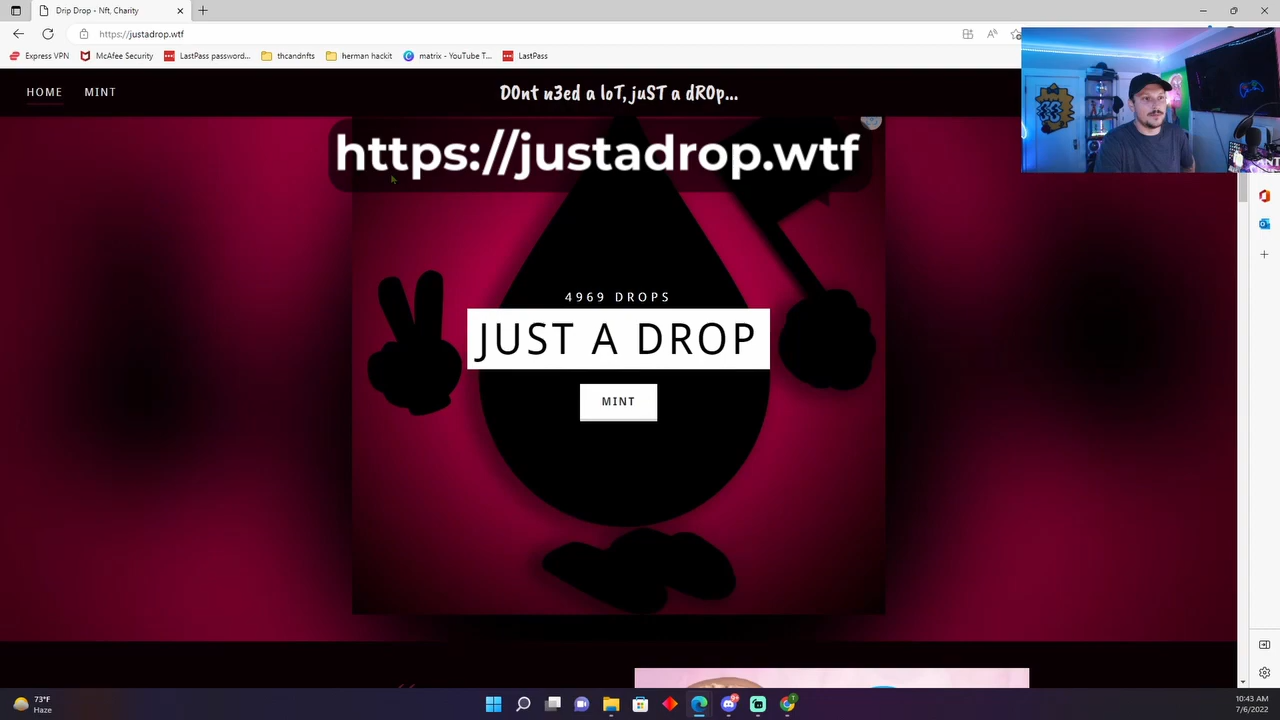 Drip Drop - Nft, Charity
https://justadrop.wtf
Express VPN
McAfee Security
LastPass password...
thcandnfts
herman hackit
matrix - YouTube T...
LastPass
HOME
MINT
DOnt n3ed a loT, juST a dR0p...
https://justadrop.wtf
4969 DROPS
JUST A DROP
MINT
73°F
Haze
10:43 AM
7/6/2022